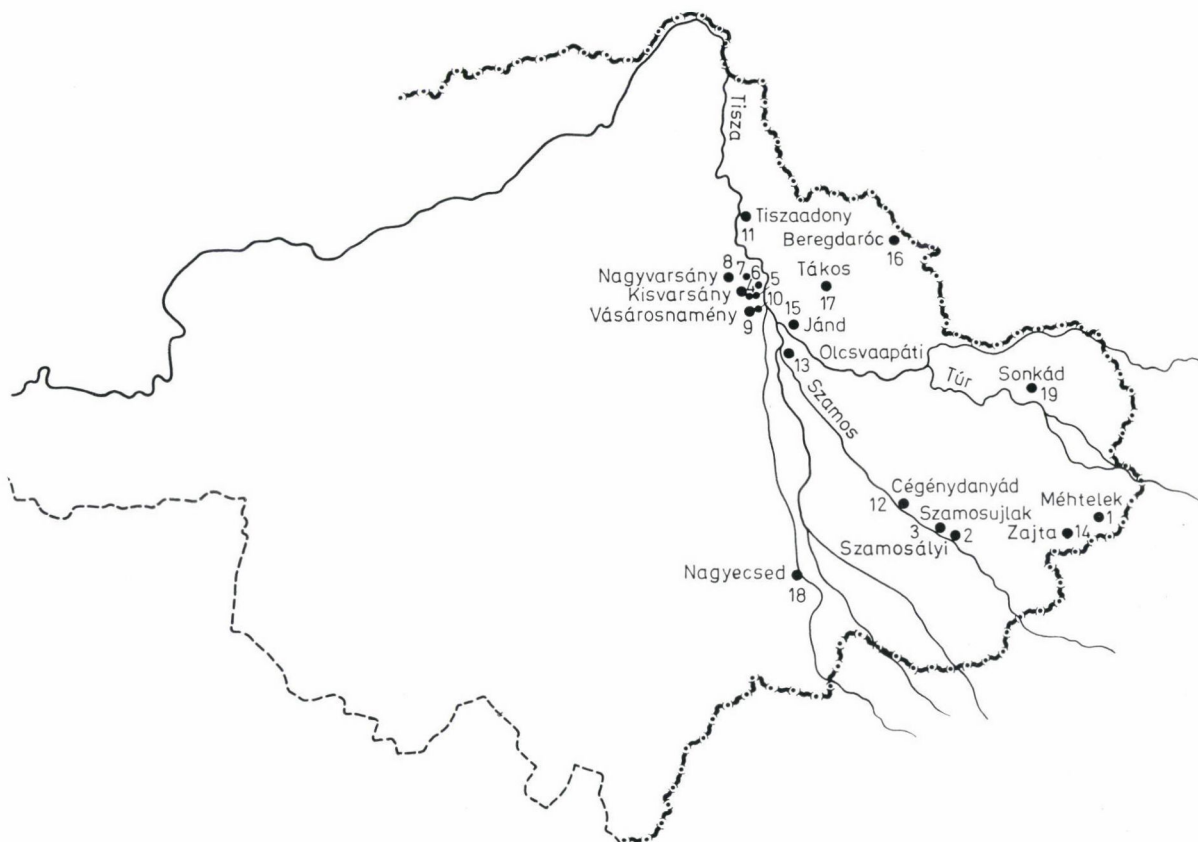 Tisza
Tiszaadony
11
Beregdaróc
16
8
7
6
5
Nagyvarsány
Tákos
17
4
Kisvarsány
10
15
Vásárosnamény
Jánd
9
Olcsvaapáti
13
Túr
Sonkád
19
Szamos
Cégénydanyád
12
Méhtelek
Szamosujlak
1
3
2
Zajta
14
Szamosályi
Nagyecsed
18